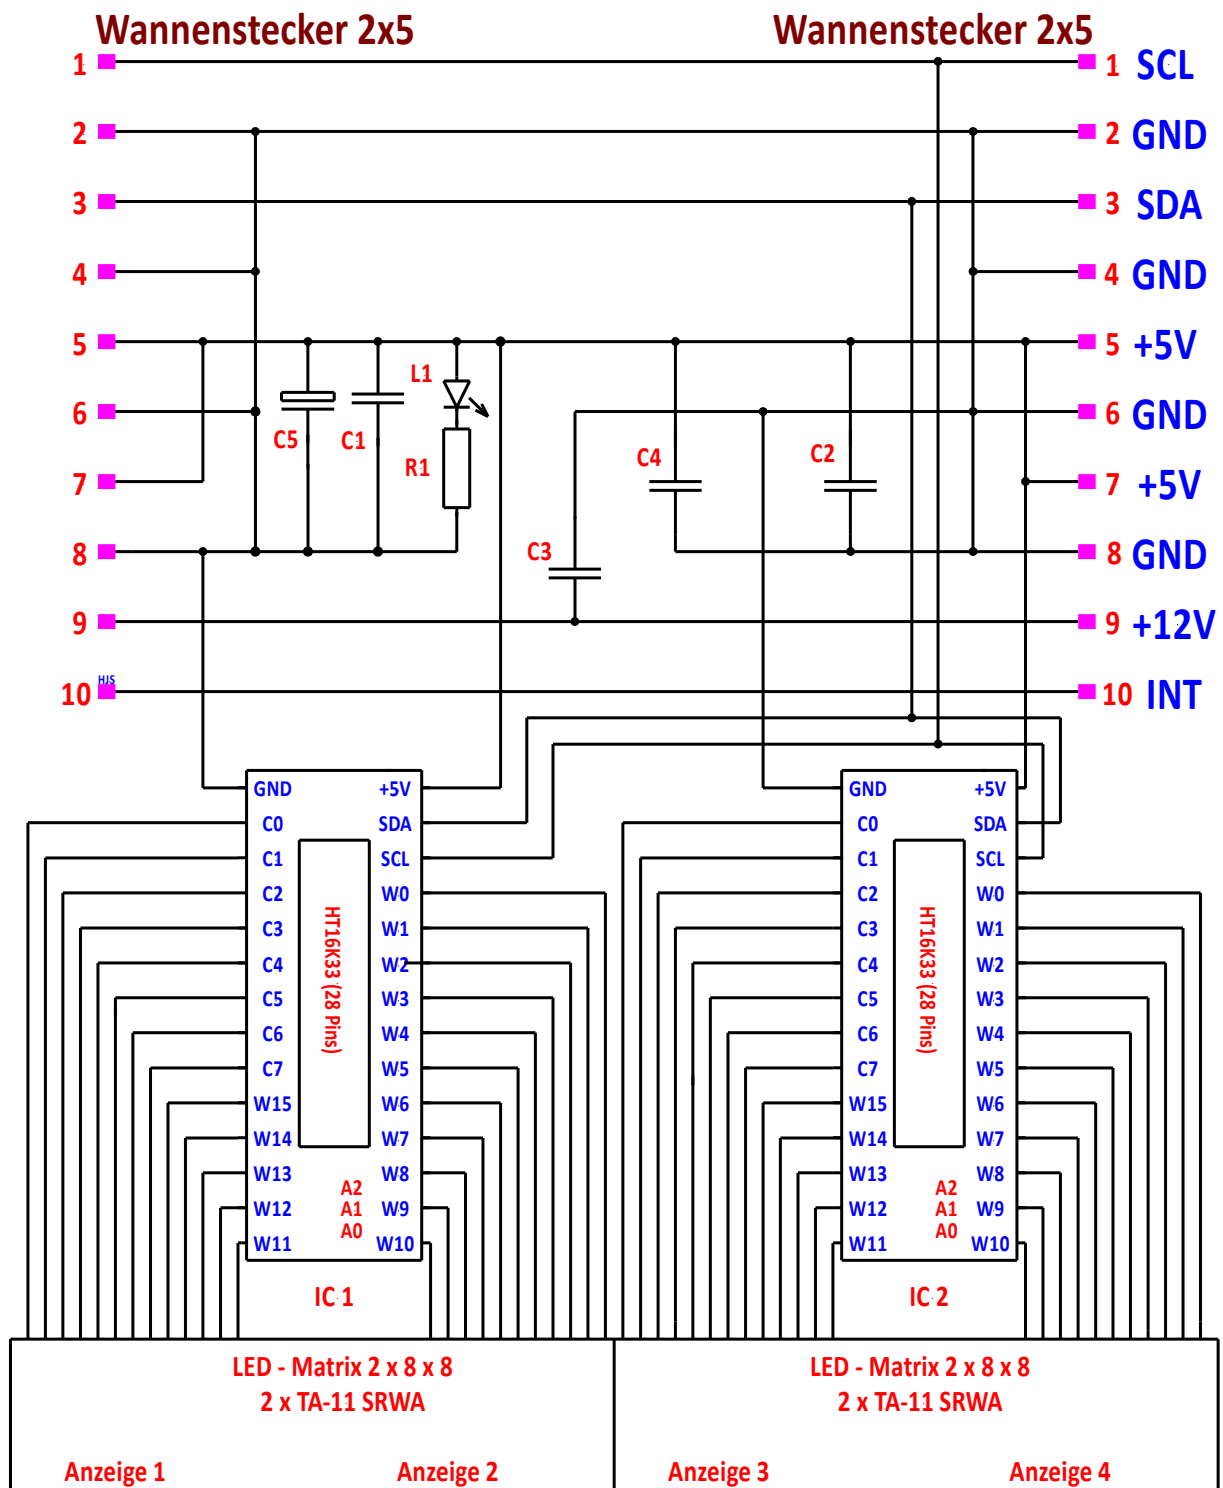 Wannenstecker 2x5 Wannenstecker 2x5
1 1 SCL
2 2 GND
3 3 SDA
4 4 GND
5 5 +5V
L1
6 6 GND
C5 C1 C4 C2
R1
7 7 +5V
8 C3 8 GND
9 9 +12V
HJS
10 10 INT
GND +5V GND +5V
C0 SDA C0 SDA
C1 SCL C1 SCL
C2 W0 C2 W0
C3 W1 C3 W1
C4 W2 C4 W2
C5 W3 C5 W3
C6 W4 C6 W4
C7 W5 C7 W5
HT16K33 (28 Pins) HT16K33 (28 Pins)
W15 W6 W15 W6
W14 W7 W14 W7
W13 W8 W13 W8
A2 A2
W12 A1 W9 W12 A1 W9
A0 A0
W11 W10 W11 W10
IC 1 IC 2
LED - Matrix 2 x 8 x 8 LED - Matrix 2 x 8 x 8
2 x TA-11 SRWA 2 x TA-11 SRWA
Anzeige 1 Anzeige 2 Anzeige 3 Anzeige 4